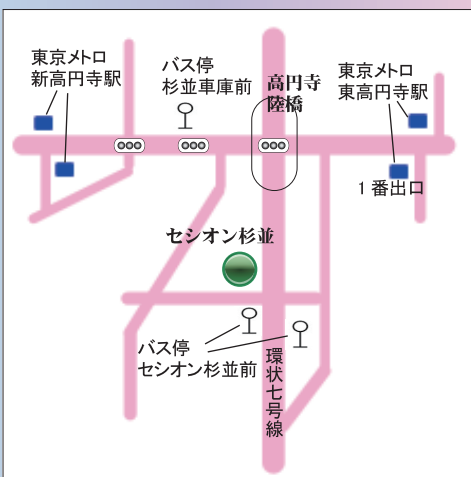 東京メトロ
新高円寺駅
バス停
杉並車庫前
高円寺
陸橋
東京メトロ
東高円寺駅
1番出口
セシオン杉並
バス停
セシオン杉並前
環状七号線